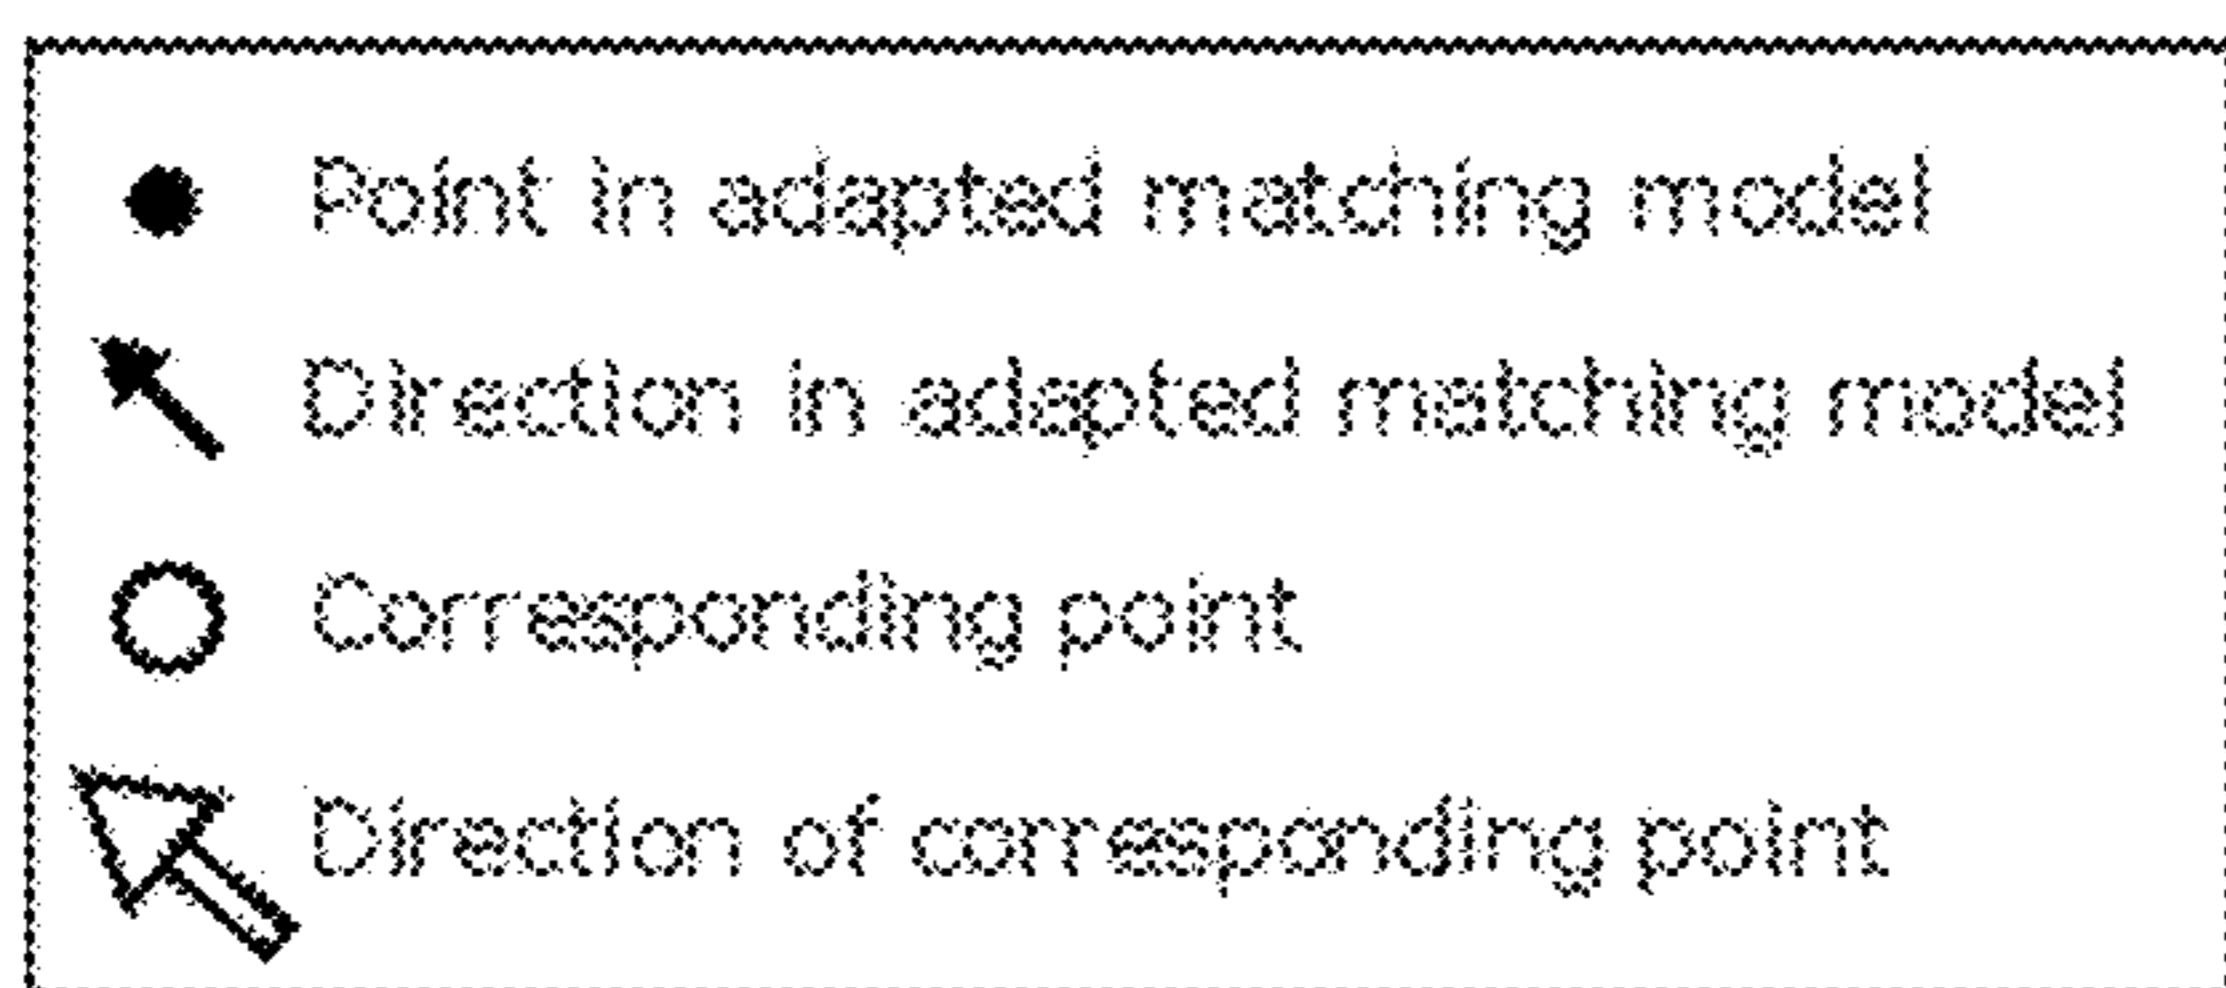 Point in adapted matching model
Direction in adapted matching model
Corresponding point
Direction of corresponding point